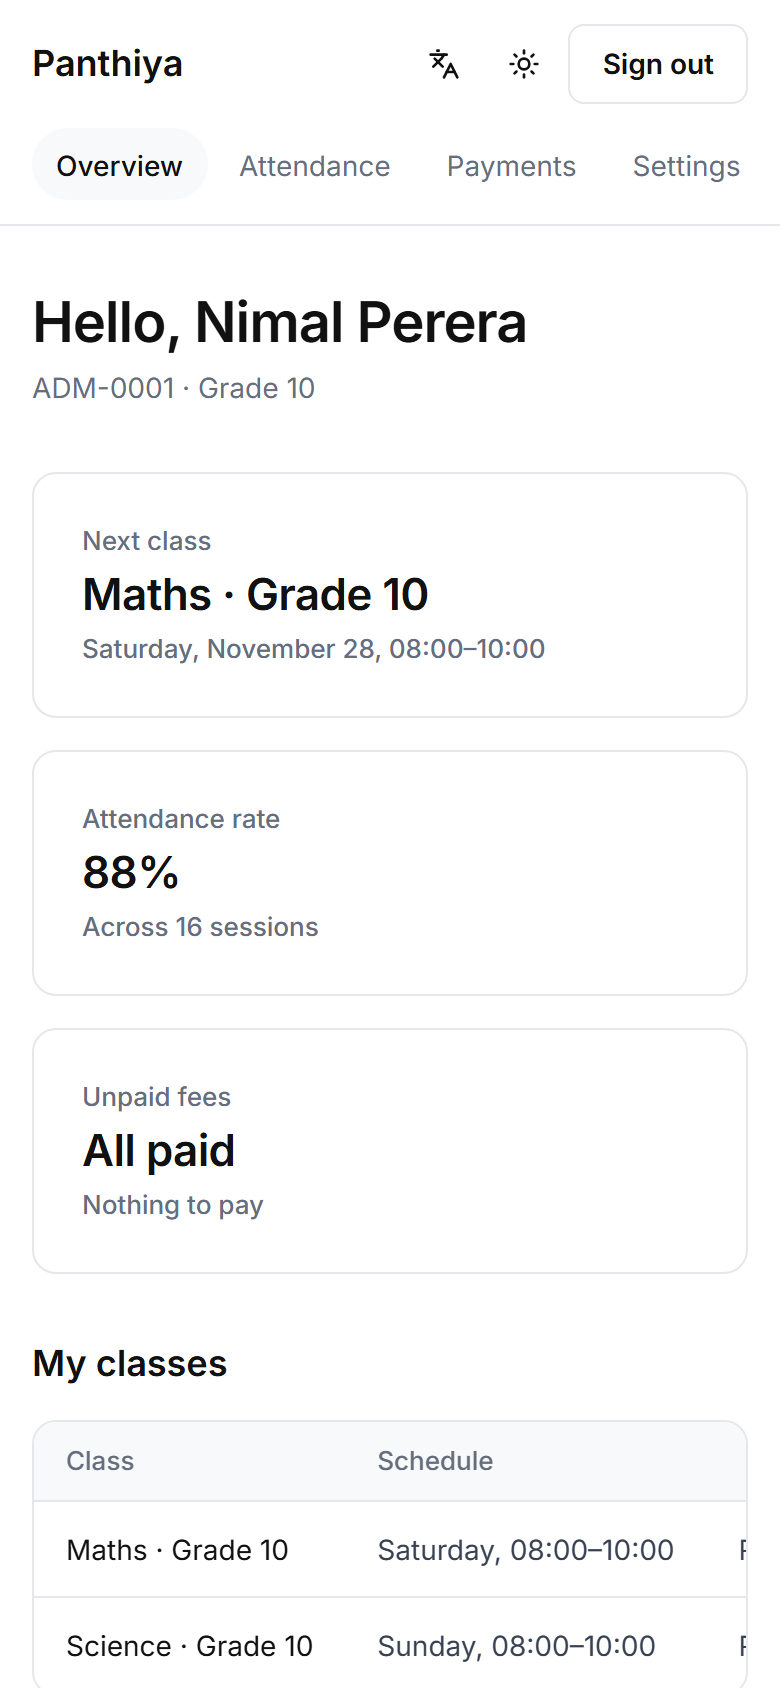 Panthiya
Sign out
Overview Attendance Payments Settings
Hello, Nimal Perera
ADM-0001 · Grade 10
Next class
Maths · Grade 10
Saturday, November 28, 08:00–10:00
Attendance rate
88%
Across 16 sessions
Unpaid fees
All paid
Nothing to pay
My classes
Class Schedule
Maths · Grade 10 Saturday, 08:00–10:00
Science · Grade 10 Sunday, 08:00–10:00